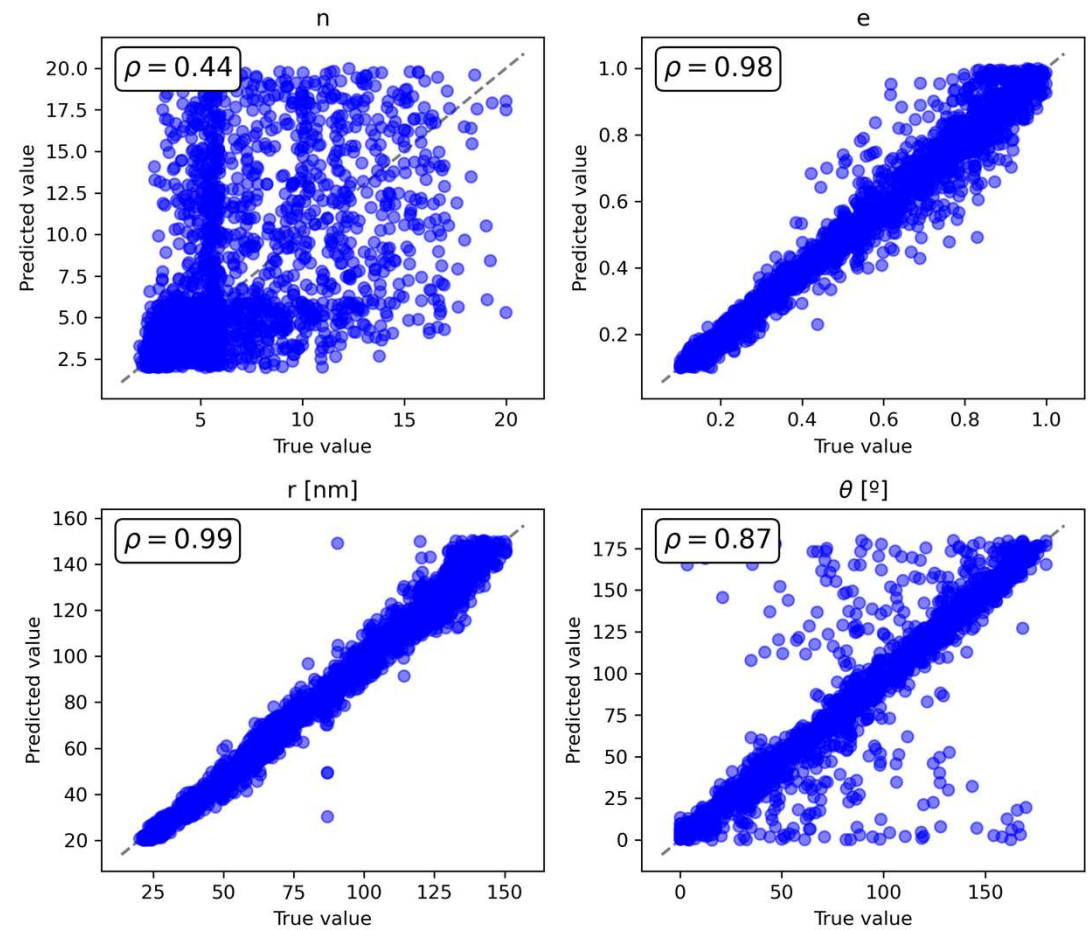 n
ρ = 0.44
20.0
17.5
15.0
12.5
10.0
7.5
5.0
2.5
Predicted value
5 10 15 20
True value
e
ρ = 0.98
1.0
0.8
0.6
0.4
0.2
Predicted value
0.2 0.4 0.6 0.8 1.0
True value
r [nm]
ρ = 0.99
160
140
120
100
80
60
40
20
Predicted value
25 50 75 100 125 150
True value
θ [º]
ρ = 0.87
175
150
125
100
75
50
25
0
Predicted value
0 50 100 150
True value